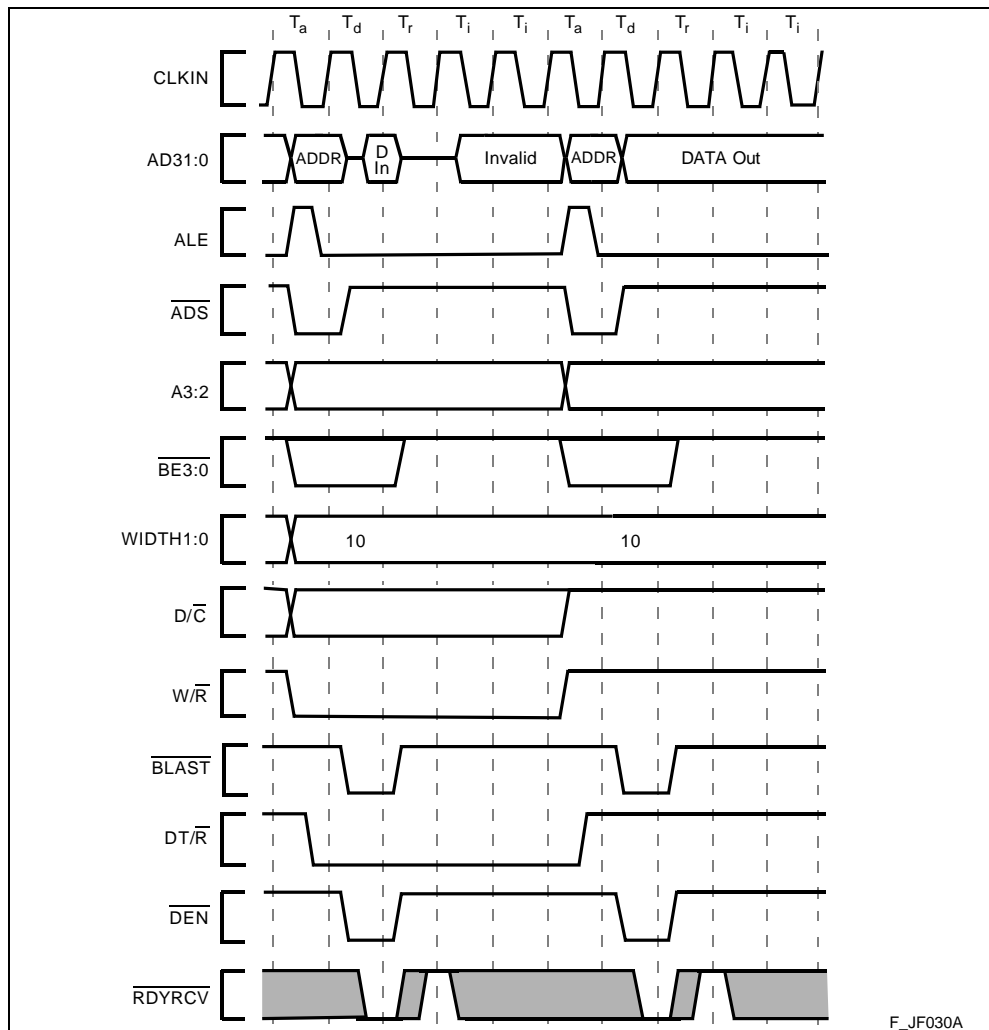 Ta Td Tr Ti Ti Ta Td Tr Ti Ti
CLKIN
AD31:0
ADDR
D
In
Invalid
ADDR
DATA Out
ALE
ADS
A3:2
BE3:0
WIDTH1:0
10
10
D/C
W/R
BLAST
DT/R
DEN
RDYRCV
F_JF030A